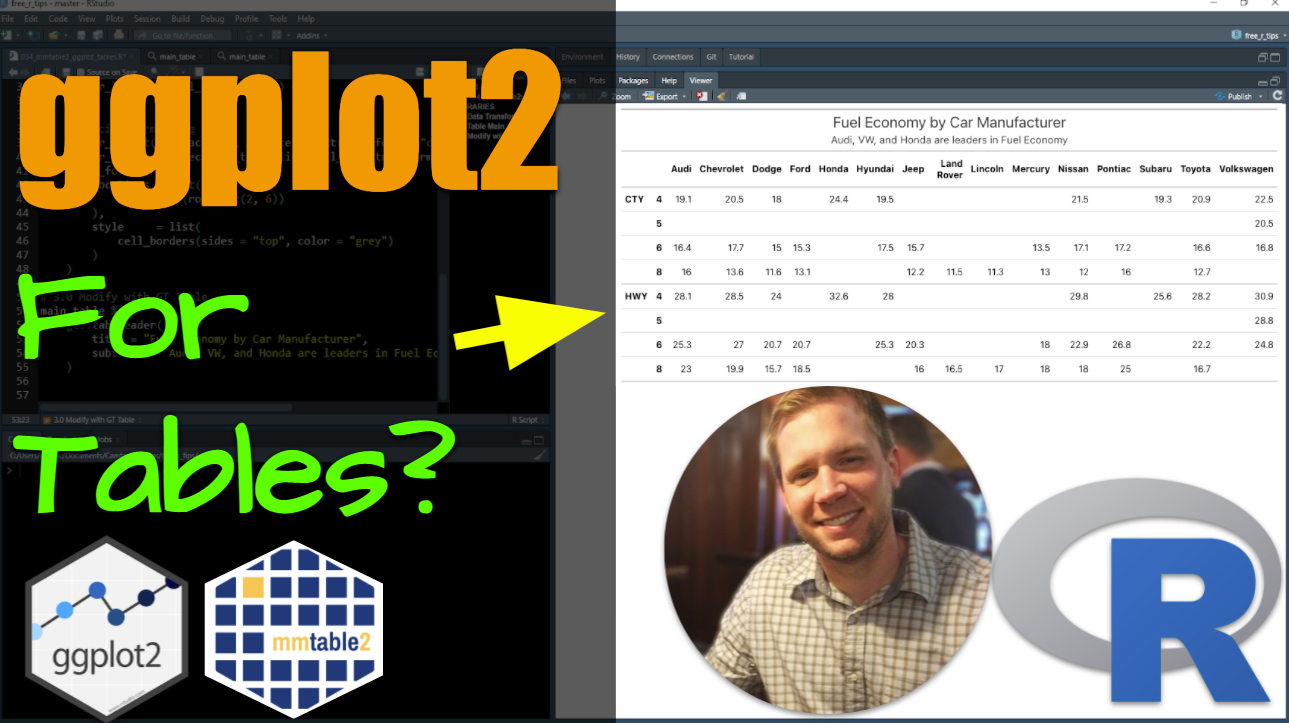 free_r_tips - master - RStudio
File Edit Code View Plots Session Build Debug Profile Tools Help
Go to file/function Addins
free_r_tips
094_mmtable2_ggplot_tables.R* main_table main_table
Source on Save
Environment History Connections Git Tutorial
Files Plots Packages Help Viewer
Zoom Export Publish
ggplot2
For
Tables?
RARIES
Data Transfo
Table Main
Modify wit
44 ),
45 style = list(
46 cell_borders(sides = "top", color = "grey")
47 )
48 )
# 3.0 Modify with GT Table
main_table %
by Car Manufacturer",
VW, and Honda are leaders in Fuel Ec
55 )
56
57
53:23 3.0 Modify with GT Table R Script
Fuel Economy by Car Manufacturer
Audi, VW, and Honda are leaders in Fuel Economy
Audi Chevrolet Dodge Ford Honda Hyundai Jeep Land Rover Lincoln Mercury Nissan Pontiac Subaru Toyota Volkswagen
CTY 4 19.1 20.5 18 24.4 19.5 21.5 19.3 20.9 22.5
5 20.5
6 16.4 17.7 15 15.3 17.5 15.7 13.5 17.1 17.2 16.6 16.8
8 16 13.6 11.6 13.1 12.2 11.5 11.3 13 12 16 12.7
HWY 4 28.1 28.5 24 32.6 28 29.8 25.6 28.2 30.9
5 28.8
6 25.3 27 20.7 20.7 25.3 20.3 18 22.9 26.8 22.2 24.8
8 23 19.9 15.7 18.5 16 16.5 17 18 18 25 16.7
ggplot2
mmtable2
R